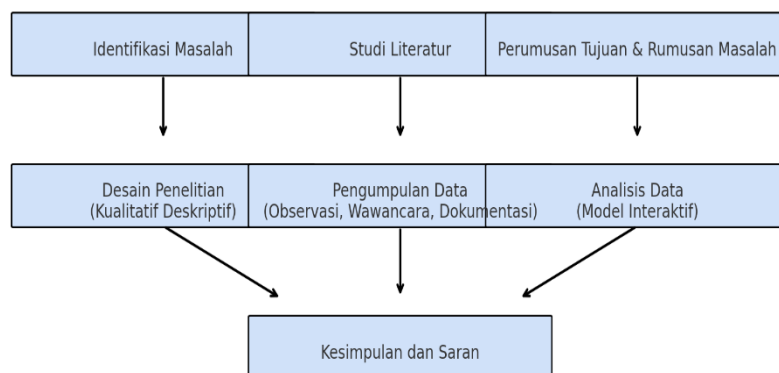 Identifikasi Masalah
Studi Literatur
Perumusan Tujuan & Rumusan Masalah
Desain Penelitian
(Kualitatif Deskriptif)
Pengumpulan Data
(Observasi, Wawancara, Dokumentasi)
Analisis Data
(Model Interaktif)
Kesimpulan dan Saran